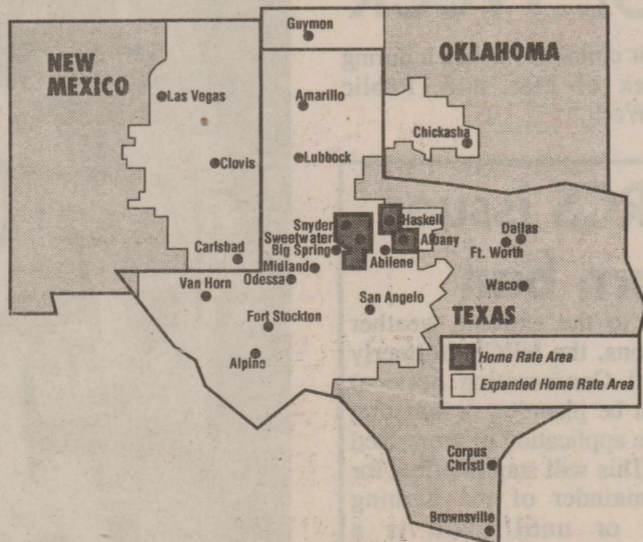 Guymon
NEW
MEXICO
OKLAHOMA
Las Vegas
Amarillo
Chickasha
Clovis
Lubbock
Snyder
Haskell
Sweetwater
Albany
Dallas
Big Spring
Abilene
Ft. Worth
Carlsbad
Midland
Odessa
Van Horn
Waco
San Angelo
Fort Stockton
TEXAS
Alpine
Home Rate Area
Expanded Home Rate Area
Corpus
Christi
Brownsville